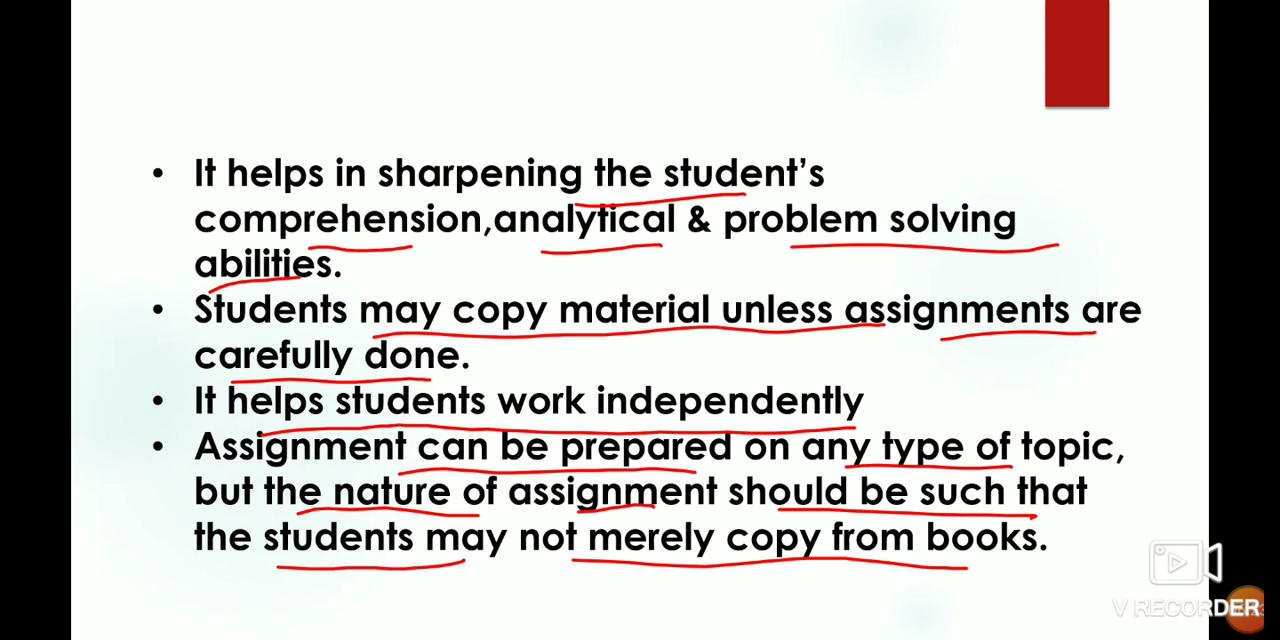 • It helps in sharpening the student’s
comprehension,analytical & problem solving
abilities.
• Students may copy material unless assignments are
carefully done.
• It helps students work independently
• Assignment can be prepared on any type of topic,
but the nature of assignment should be such that
the students may not merely copy from books.
V RECORDER